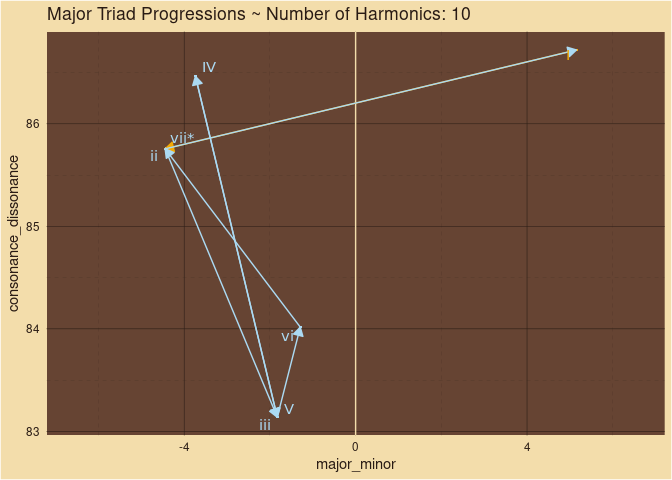 Major Triad Progressions ~ Number of Harmonics: 10
IV
86
vii*
ii
consonance_dissonance
85
84
vi
V
iii
83
-4
0
4
major_minor